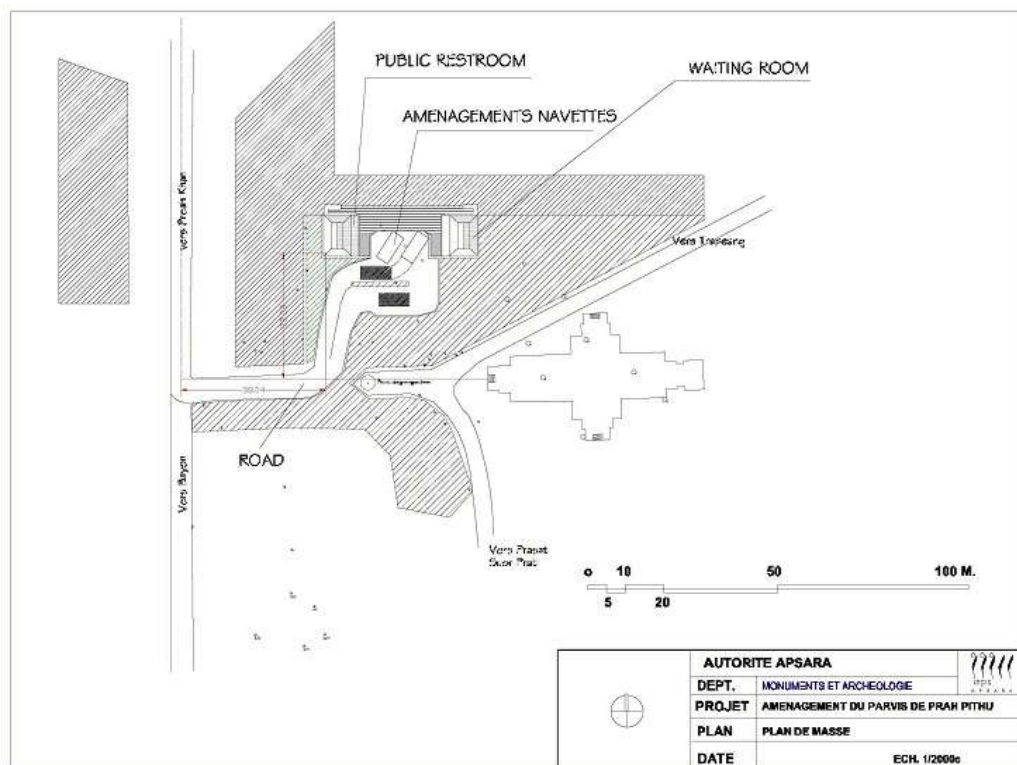 PUBLIC RESTROOM
WAITING ROOM
AMENAGEMENTS NAVETTES
Vers Preah Khan
Vers Trapeang
ROAD
Vers Bayon
Vers Prasat
Suor Prat
0 10 50 100 M.
5 20
AUTORITE APSARA
DEPT. MONUMENTS ET ARCHEOLOGIE
APSARA
PROJET AMENAGEMENT DU PARVIS DE PRAH PITHU
PLAN PLAN DE MASSE
DATE ECH. 1/2000e